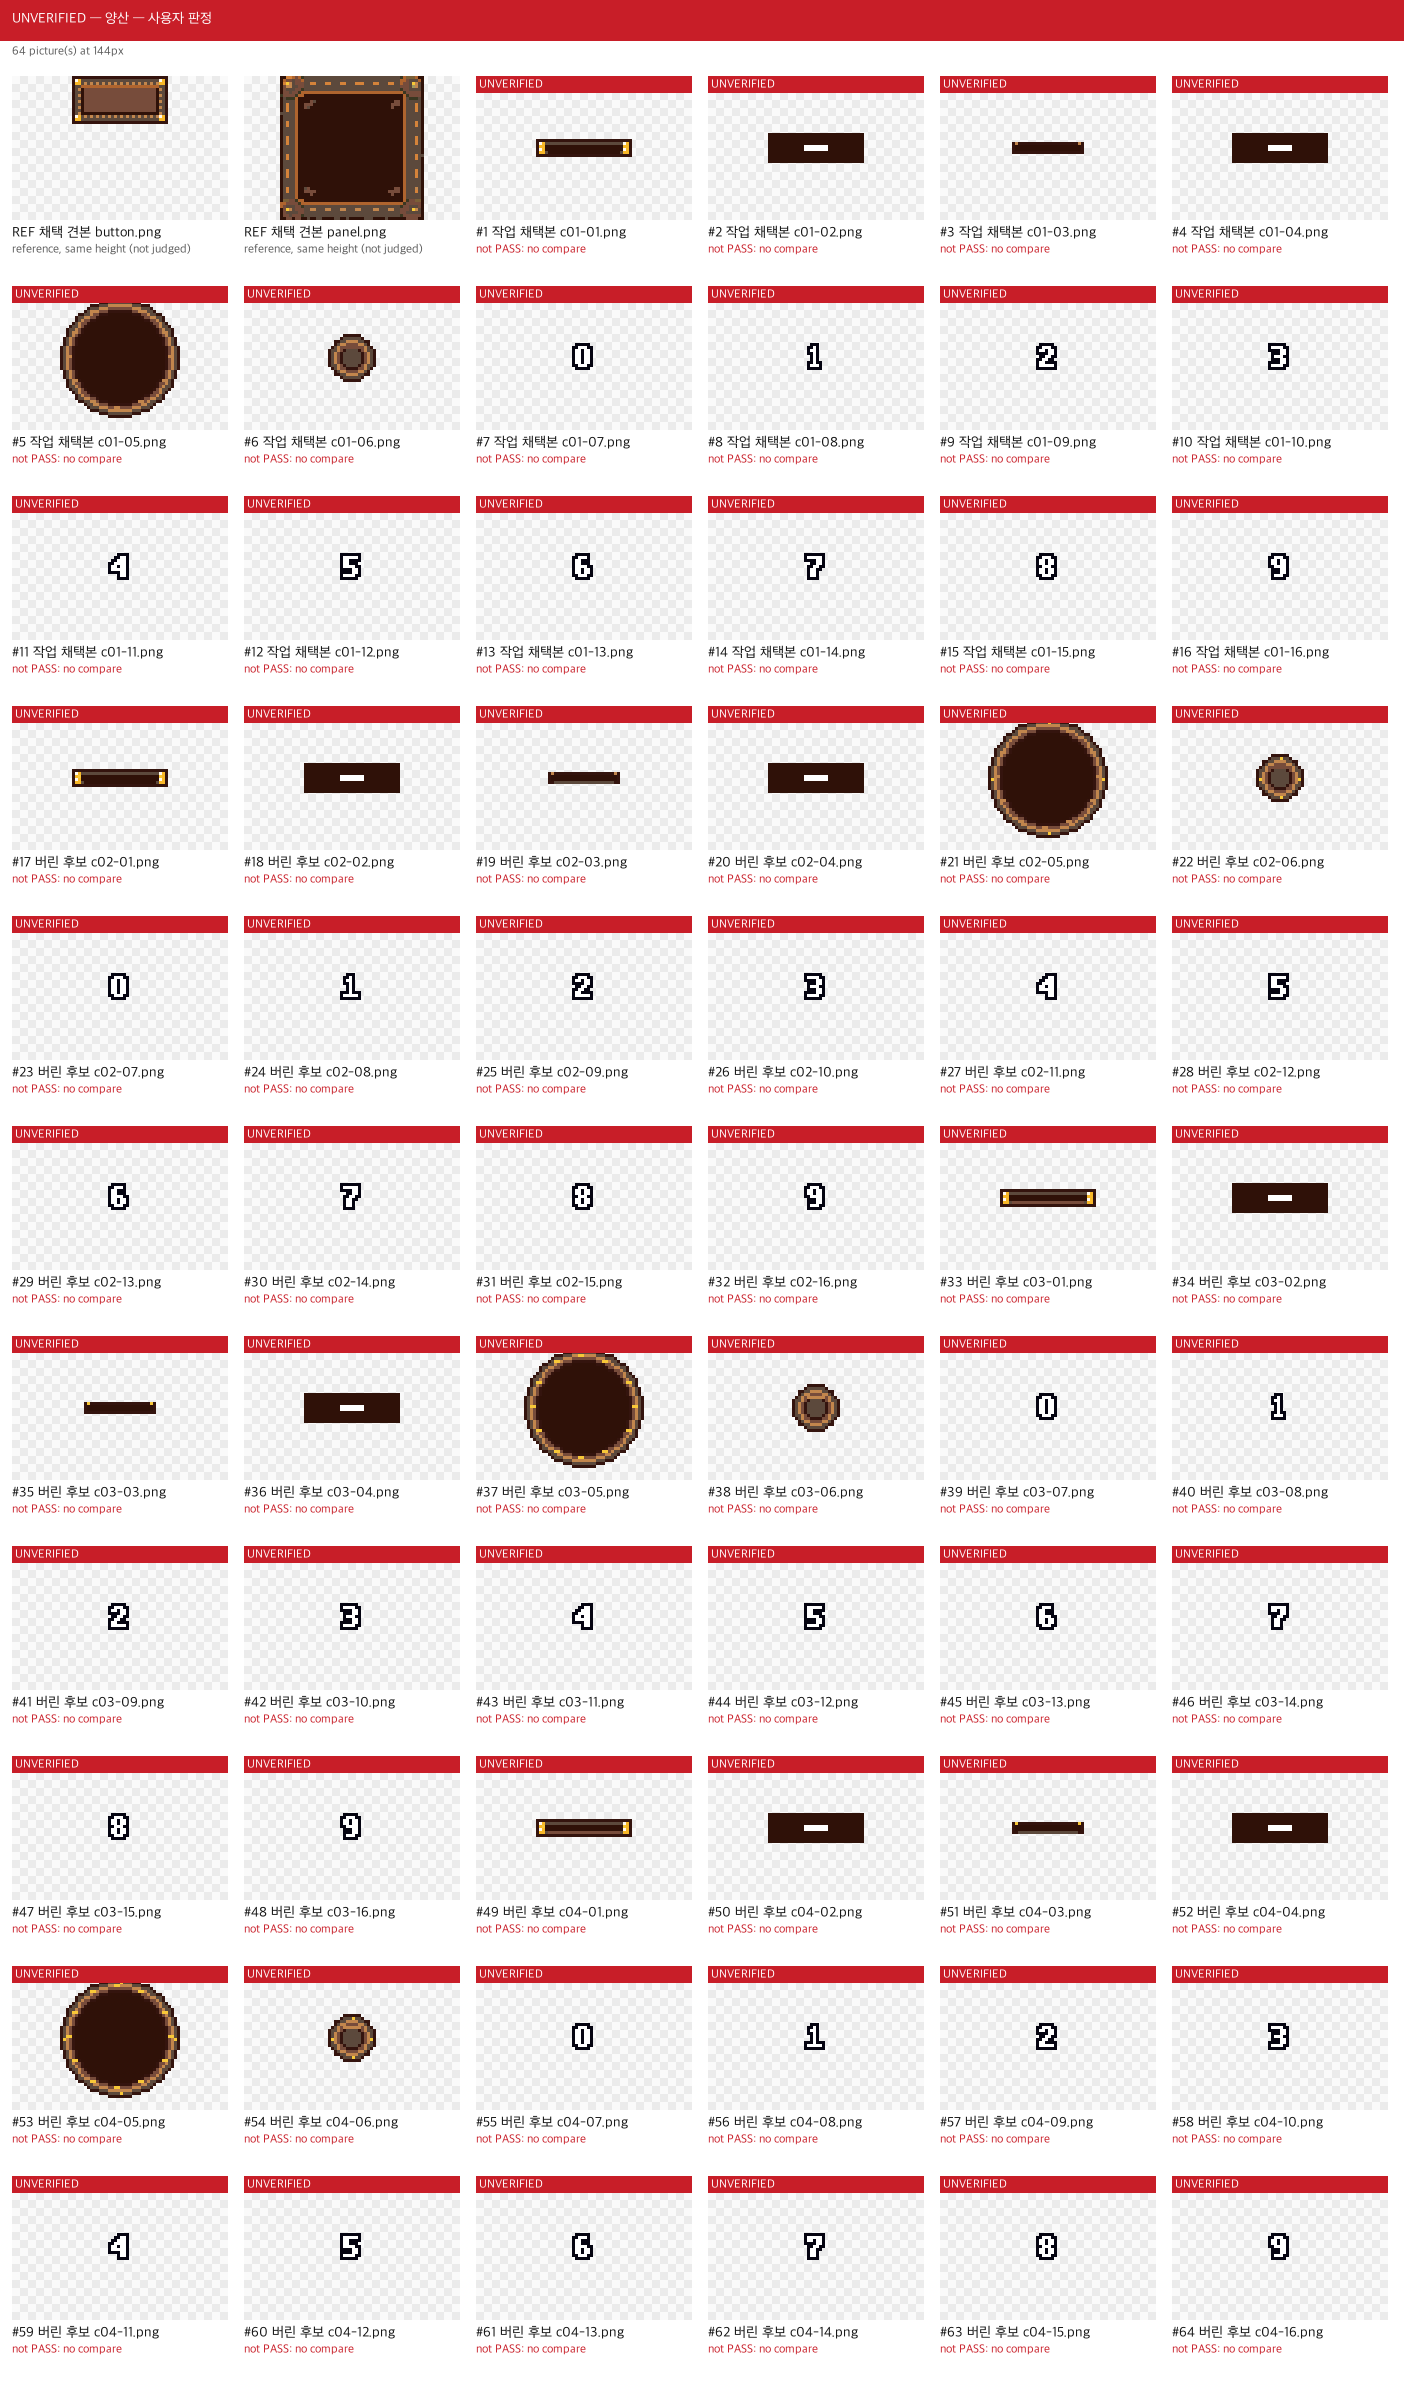 UNVERIFIED — 양산 — 사용자 판정
64 picture(s) at 144px
UNVERIFIED UNVERIFIED UNVERIFIED UNVERIFIED
REF 채택 견본 button.png REF 채택 견본 panel.png #1 작업 채택본 c01-01.png #2 작업 채택본 c01-02.png #3 작업 채택본 c01-03.png #4 작업 채택본 c01-04.png
reference, same height (not judged) reference, same height (not judged) not PASS: no compare not PASS: no compare not PASS: no compare not PASS: no compare
UNVERIFIED UNVERIFIED UNVERIFIED UNVERIFIED UNVERIFIED UNVERIFIED
0 1 2 3
#5 작업 채택본 c01-05.png #6 작업 채택본 c01-06.png #7 작업 채택본 c01-07.png #8 작업 채택본 c01-08.png #9 작업 채택본 c01-09.png #10 작업 채택본 c01-10.png
not PASS: no compare not PASS: no compare not PASS: no compare not PASS: no compare not PASS: no compare not PASS: no compare
UNVERIFIED UNVERIFIED UNVERIFIED UNVERIFIED UNVERIFIED UNVERIFIED
4 5 6 7 8 9
#11 작업 채택본 c01-11.png #12 작업 채택본 c01-12.png #13 작업 채택본 c01-13.png #14 작업 채택본 c01-14.png #15 작업 채택본 c01-15.png #16 작업 채택본 c01-16.png
not PASS: no compare not PASS: no compare not PASS: no compare not PASS: no compare not PASS: no compare not PASS: no compare
UNVERIFIED UNVERIFIED UNVERIFIED UNVERIFIED UNVERIFIED UNVERIFIED
#17 버린 후보 c02-01.png #18 버린 후보 c02-02.png #19 버린 후보 c02-03.png #20 버린 후보 c02-04.png #21 버린 후보 c02-05.png #22 버린 후보 c02-06.png
not PASS: no compare not PASS: no compare not PASS: no compare not PASS: no compare not PASS: no compare not PASS: no compare
UNVERIFIED UNVERIFIED UNVERIFIED UNVERIFIED UNVERIFIED UNVERIFIED
0 1 2 3 4 5
#23 버린 후보 c02-07.png #24 버린 후보 c02-08.png #25 버린 후보 c02-09.png #26 버린 후보 c02-10.png #27 버린 후보 c02-11.png #28 버린 후보 c02-12.png
not PASS: no compare not PASS: no compare not PASS: no compare not PASS: no compare not PASS: no compare not PASS: no compare
UNVERIFIED UNVERIFIED UNVERIFIED UNVERIFIED UNVERIFIED UNVERIFIED
6 7 8 9
#29 버린 후보 c02-13.png #30 버린 후보 c02-14.png #31 버린 후보 c02-15.png #32 버린 후보 c02-16.png #33 버린 후보 c03-01.png #34 버린 후보 c03-02.png
not PASS: no compare not PASS: no compare not PASS: no compare not PASS: no compare not PASS: no compare not PASS: no compare
UNVERIFIED UNVERIFIED UNVERIFIED UNVERIFIED UNVERIFIED UNVERIFIED
0 1
#35 버린 후보 c03-03.png #36 버린 후보 c03-04.png #37 버린 후보 c03-05.png #38 버린 후보 c03-06.png #39 버린 후보 c03-07.png #40 버린 후보 c03-08.png
not PASS: no compare not PASS: no compare not PASS: no compare not PASS: no compare not PASS: no compare not PASS: no compare
UNVERIFIED UNVERIFIED UNVERIFIED UNVERIFIED UNVERIFIED UNVERIFIED
2 3 4 5 6 7
#41 버린 후보 c03-09.png #42 버린 후보 c03-10.png #43 버린 후보 c03-11.png #44 버린 후보 c03-12.png #45 버린 후보 c03-13.png #46 버린 후보 c03-14.png
not PASS: no compare not PASS: no compare not PASS: no compare not PASS: no compare not PASS: no compare not PASS: no compare
UNVERIFIED UNVERIFIED UNVERIFIED UNVERIFIED UNVERIFIED UNVERIFIED
8 9
#47 버린 후보 c03-15.png #48 버린 후보 c03-16.png #49 버린 후보 c04-01.png #50 버린 후보 c04-02.png #51 버린 후보 c04-03.png #52 버린 후보 c04-04.png
not PASS: no compare not PASS: no compare not PASS: no compare not PASS: no compare not PASS: no compare not PASS: no compare
UNVERIFIED UNVERIFIED UNVERIFIED UNVERIFIED UNVERIFIED UNVERIFIED
0 1 2 3
#53 버린 후보 c04-05.png #54 버린 후보 c04-06.png #55 버린 후보 c04-07.png #56 버린 후보 c04-08.png #57 버린 후보 c04-09.png #58 버린 후보 c04-10.png
not PASS: no compare not PASS: no compare not PASS: no compare not PASS: no compare not PASS: no compare not PASS: no compare
UNVERIFIED UNVERIFIED UNVERIFIED UNVERIFIED UNVERIFIED UNVERIFIED
4 5 6 7 8 9
#59 버린 후보 c04-11.png #60 버린 후보 c04-12.png #61 버린 후보 c04-13.png #62 버린 후보 c04-14.png #63 버린 후보 c04-15.png #64 버린 후보 c04-16.png
not PASS: no compare not PASS: no compare not PASS: no compare not PASS: no compare not PASS: no compare not PASS: no compare